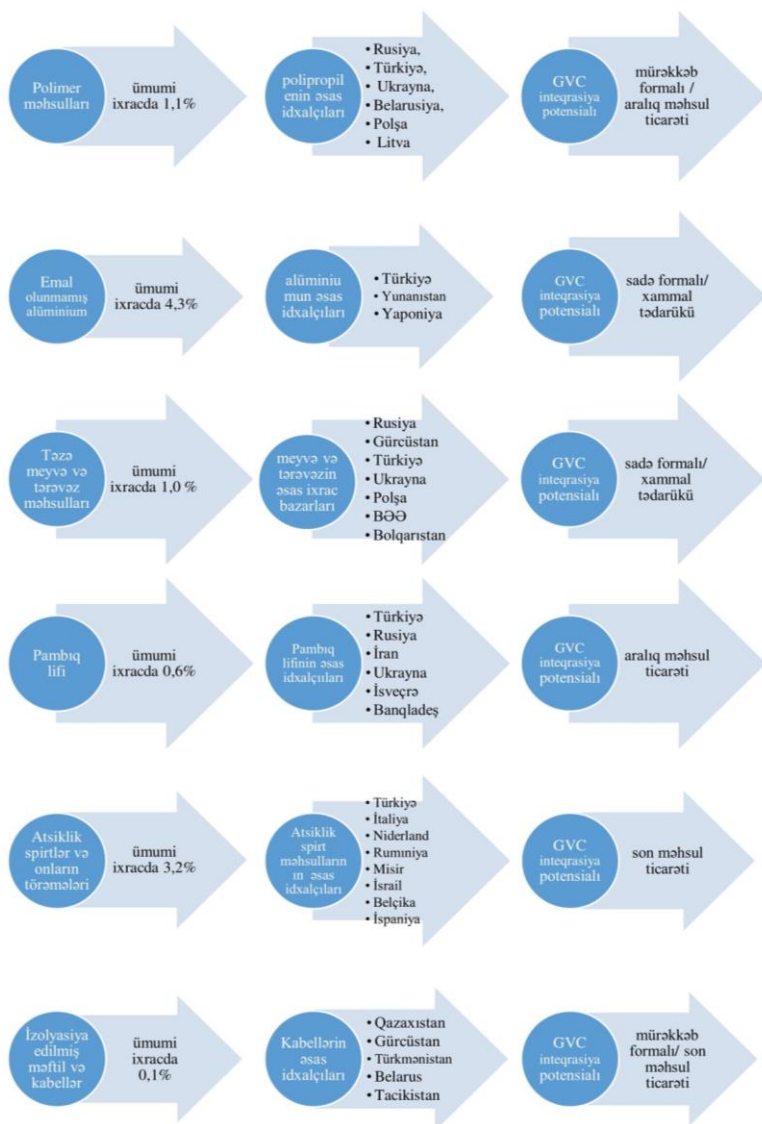 Polimer
məhsulları
ümumi
ixracda 1,1%
polipropil
enin əsas
idxalçıları
• Rusiya,
• Türkiyə,
• Ukrayna,
• Belarusiya,
• Polşa
• Litva
GVC
inteqrasiya
potensialı
mürəkkəb
formalı /
aralıq məhsul
ticarəti
Emal
olunmamış
alüminium
ümumi
ixracda 4,3%
alüminiu
mun əsas
idxalçıları
• Türkiyə
• Yunanıstan
• Yaponiya
GVC
inteqrasiya
potensialı
sadə formalı/
xammal
tədarükü
Təzə
meyvə və
tərəvəz
məhsulları
ümumi
ixracda 1,0 %
meyvə və
tərəvəzin
əsas ixrac
bazarları
• Rusiya
• Gürcüstan
• Türkiyə
• Ukrayna
• Polşa
• BƏƏ
• Bolqarıstan
GVC
inteqrasiya
potensialı
sadə formalı/
xammal
tədarükü
Pambıq
lifi
ümumi
ixracda 0,6%
Pambıq
lifinin əsas
idxalçıları
• Türkiyə
• Rusiya
• İran
• Ukrayna
• İsveçrə
• Banqladeş
GVC
inteqrasiya
potensialı
aralıq məhsul
ticarəti
Atsiklik
spirtlər və
onların
törəmələri
ümumi
ixracda 3,2%
Atsiklik
spirt
məhsulların
ın əsas
idxalçıları
• Türkiyə
• İtaliya
• Niderland
• Rumıniya
• Misir
• İsrail
• Belçika
• İspaniya
GVC
inteqrasiya
potensialı
son məhsul
ticarəti
İzolyasiya
edilmiş
məftil və
kabellər
ümumi
ixracda
0,1%
Kabellərin
əsas
idxalçıları
• Qazaxıstan
• Gürcüstan
• Türkmənistan
• Belarus
• Tacikistan
GVC
inteqrasiya
potensialı
mürəkkəb
formalı/ son
məhsul
ticarəti